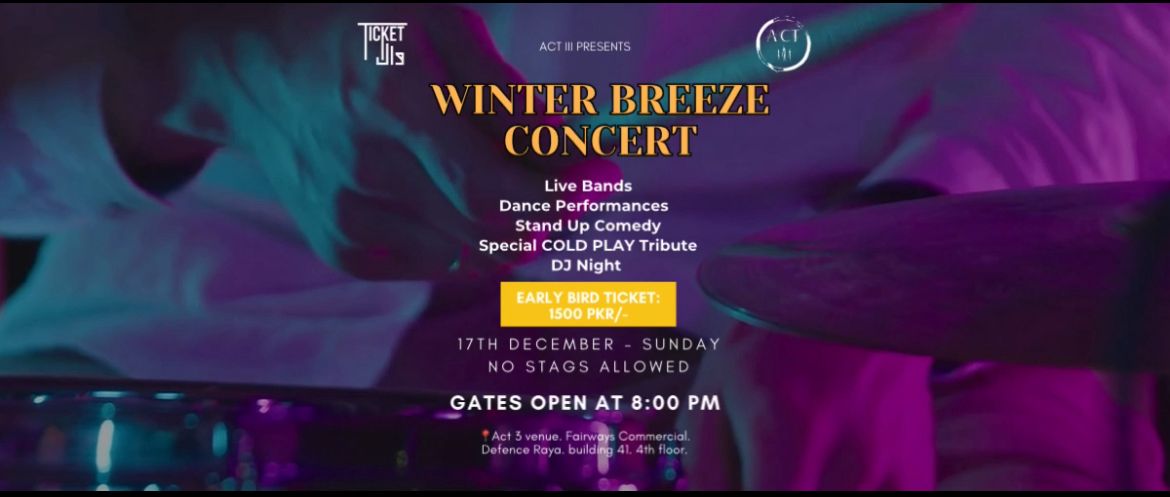 TICKET
والا
ACT III PRESENTS
ACT
III
WINTER BREEZE
CONCERT
Live Bands
Dance Performances
Stand Up Comedy
Special COLD PLAY Tribute
DJ Night
EARLY BIRD TICKET:
1500 PKR/-
17TH DECEMBER - SUNDAY
NO STAGS ALLOWED
GATES OPEN AT 8:00 PM
Act 3 venue. Fairways Commercial.
Defence Raya. building 41. 4th floor.